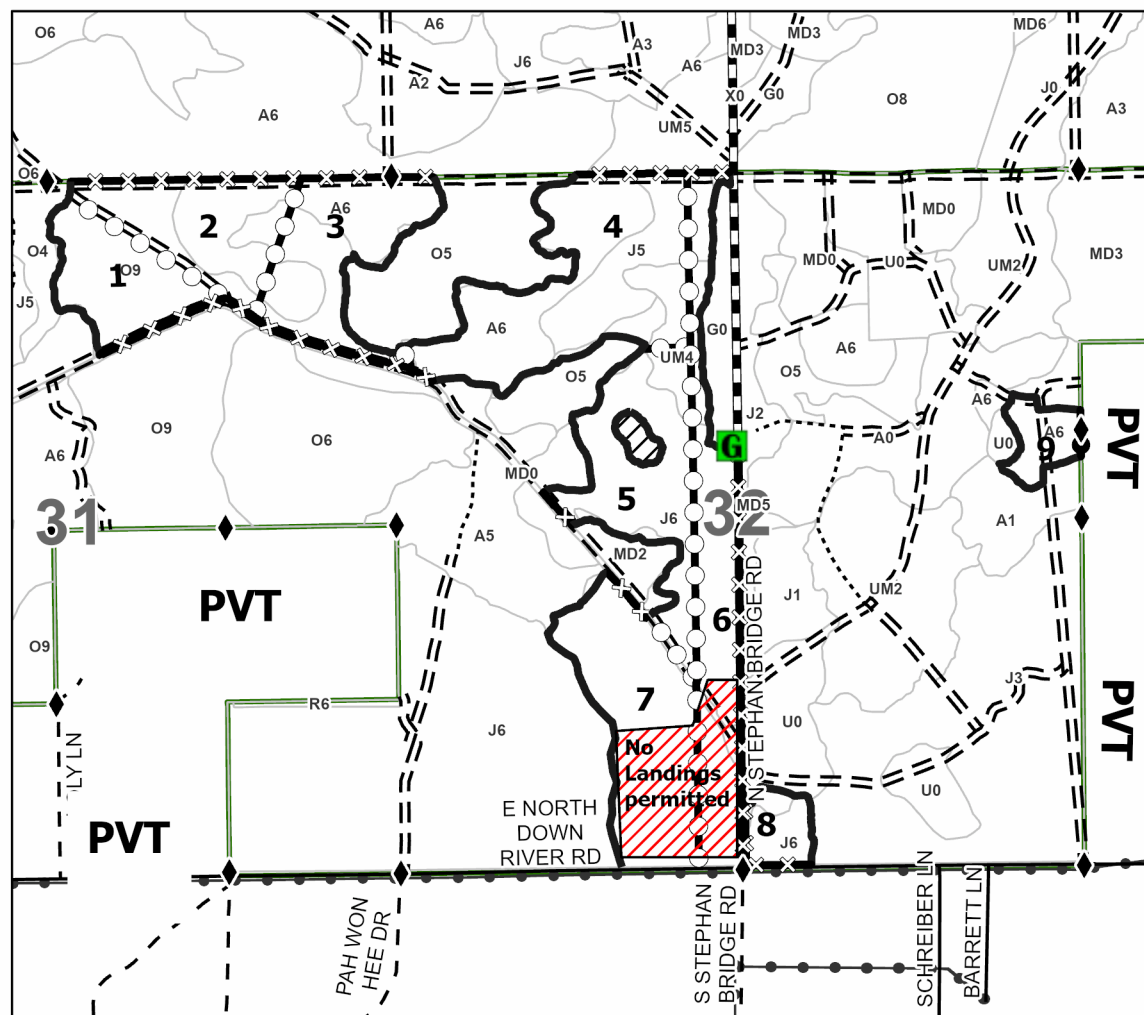 O6
A6
A3
MD3
MD3
MD6
J6
A2
A6
X0
G0
O8
J0
A3
A6
UM5
O6
A6
MD0
2
3
4
O4
O5
J5
MD0
U0
UM2
MD3
1
O9
J5
G0
A6
A6
UM4
O5
O5
A6
J2
PVT
O9
O6
A6
A0
U0
A6
9
G
MD0
5
31
J6
32
MD5
A1
A5
MD2
PVT
J1
UM2
6
N STEPHAN BRIDGE RD
O9
J3
PVT
R6
7
U0
J6
No
Landings
permitted
LY LN
U0
E NORTH
DOWN
RIVER RD
8
PVT
J6
PAH WON
HEE DR
S STEPHAN
BRIDGE RD
SCHREIBER LN
BARRETT LN